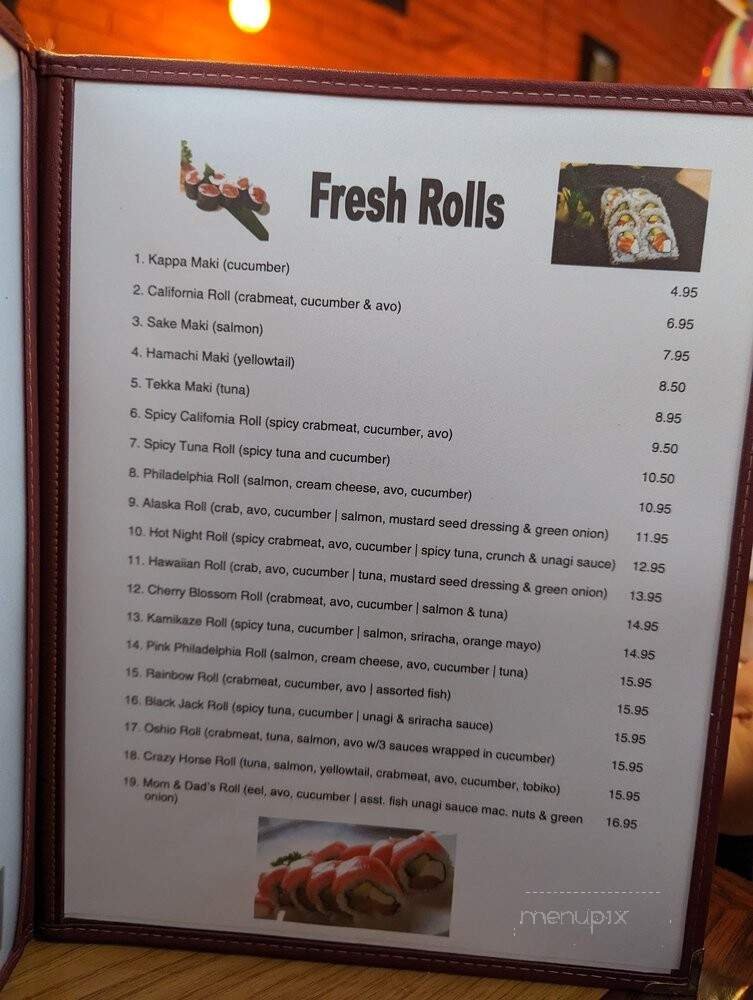 Fresh Rolls
1. Kappa Maki (cucumber) 4.95
2. California Roll (crabmeat, cucumber & avo) 6.95
3. Sake Maki (salmon) 7.95
4. Hamachi Maki (yellowtail) 8.50
5. Tekka Maki (tuna) 8.95
6. Spicy California Roll (spicy crabmeat, cucumber, avo) 9.50
7. Spicy Tuna Roll (spicy tuna and cucumber) 10.50
8. Philadelphia Roll (salmon, cream cheese, avo, cucumber) 10.95
9. Alaska Roll (crab, avo, cucumber | salmon, mustard seed dressing & green onion) 11.95
10. Hot Night Roll (spicy crabmeat, avo, cucumber | spicy tuna, crunch & unagi sauce) 12.95
11. Hawaiian Roll (crab, avo, cucumber | tuna, mustard seed dressing & green onion) 13.95
12. Cherry Blossom Roll (crabmeat, avo, cucumber | salmon & tuna) 14.95
13. Kamikaze Roll (spicy tuna, cucumber | salmon, sriracha, orange mayo) 14.95
14. Pink Philadelphia Roll (salmon, cream cheese, avo, cucumber | tuna) 15.95
15. Rainbow Roll (crabmeat, cucumber, avo | assorted fish) 15.95
16. Black Jack Roll (spicy tuna, cucumber | unagi & sriracha sauce) 15.95
17. Oshio Roll (crabmeat, tuna, salmon, avo w/3 sauces wrapped in cucumber) 15.95
18. Crazy Horse Roll (tuna, salmon, yellowtail, crabmeat, avo, cucumber, tobiko) 15.95
19. Mom & Dad's Roll (eel, avo, cucumber | asst. fish unagi sauce mac. nuts & green 16.95
onion)
menupix